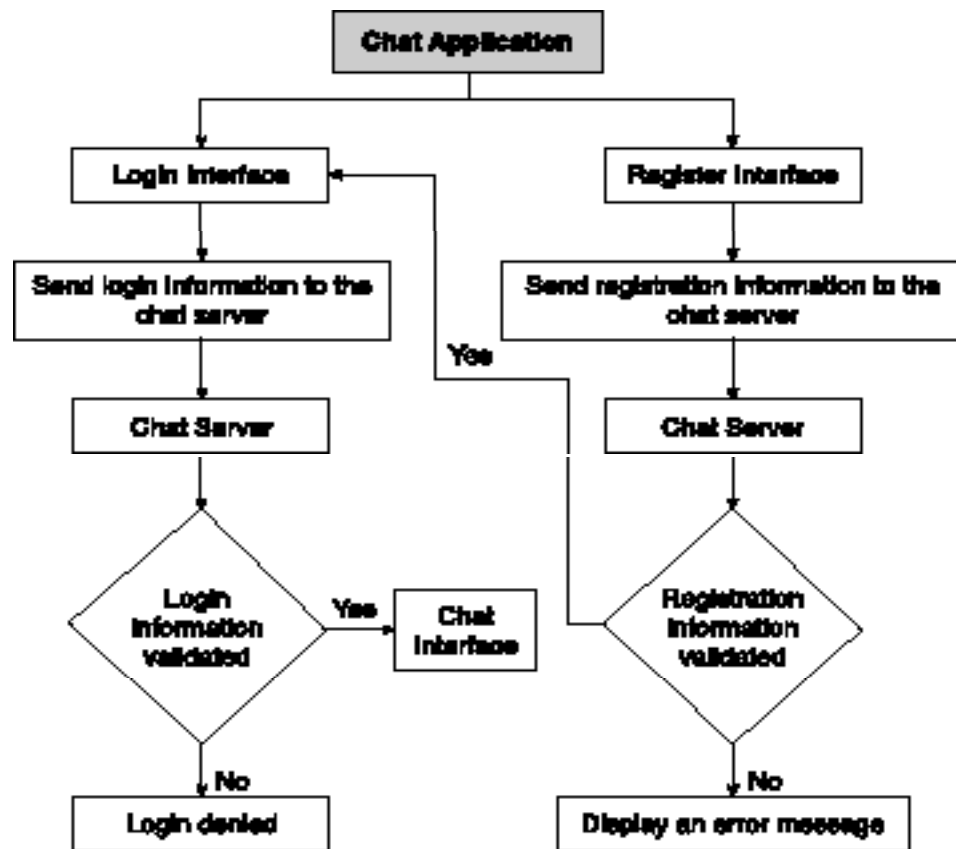 Chat Application
Login Interface
Register Interface
Send login information to the
chat server
Send registration information to the
chat server
Yes
Chat Server
Chat Server
Login
information
validated
Yes
Chat
Interface
Registration
information
validated
No
No
Login denied
Display an error message